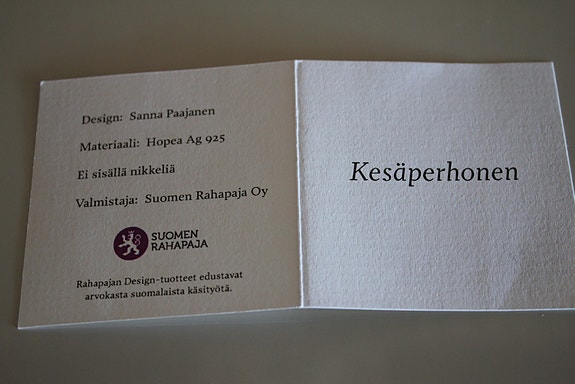 Design: Sanna Paajanen
Materiaali: Hopea Ag 925
Ei sisällä nikkeliä
Valmistaja: Suomen Rahapaja Oy
SUOMEN
RAHAPAJA
Rahapajan Design-tuotteet edustavat
arvokasta suomalaista käsityötä.
Kesäperhonen